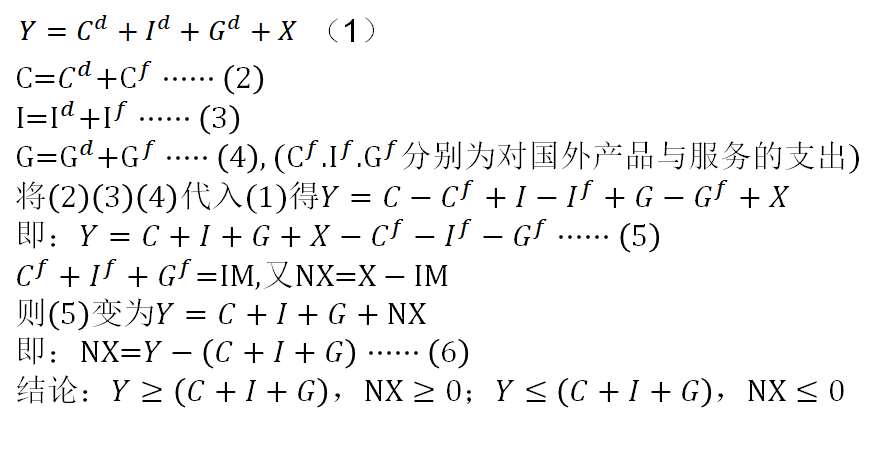 Y = C^d + I^d + G^d + X （1）
C=C^d+C^f ⋯⋯ (2)
I=I^d+I^f ⋯⋯ (3)
G=G^d+G^f ⋯⋯ (4), (C^f.I^f.G^f分别为对国外产品与服务的支出)
将(2)(3)(4)代入(1)得Y = C − C^f + I − I^f + G − G^f + X
即：Y = C + I + G + X − C^f − I^f − G^f ⋯⋯ (5)
C^f + I^f + G^f=IM,又NX=X − IM
则(5)变为Y = C + I + G + NX
即：NX=Y − (C + I + G) ⋯⋯ (6)
结论：Y ≥ (C + I + G)，NX ≥ 0；Y ≤ (C + I + G)，NX ≤ 0